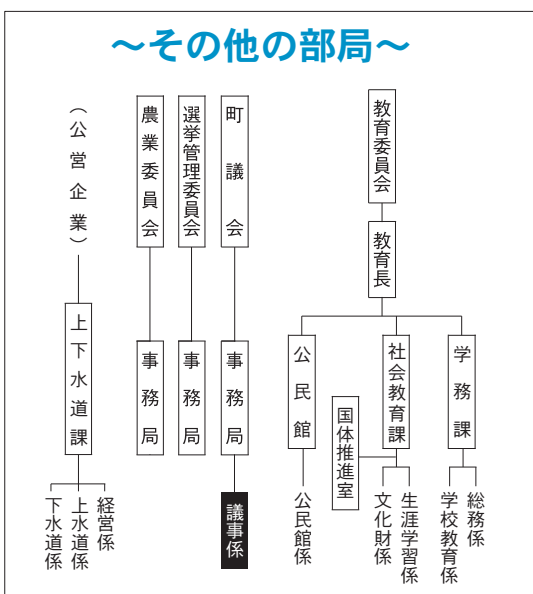 ～その他の部局～
教育委員会
教育長
学務課
総務係
学校教育係
社会教育課
生涯学習係
文化財係
国体推進室
公民館
公民館係
町議会
事務局
議事係
選挙管理委員会
事務局
農業委員会
事務局
（公営企業）
上下水道課
経営係
上水道係
下水道係